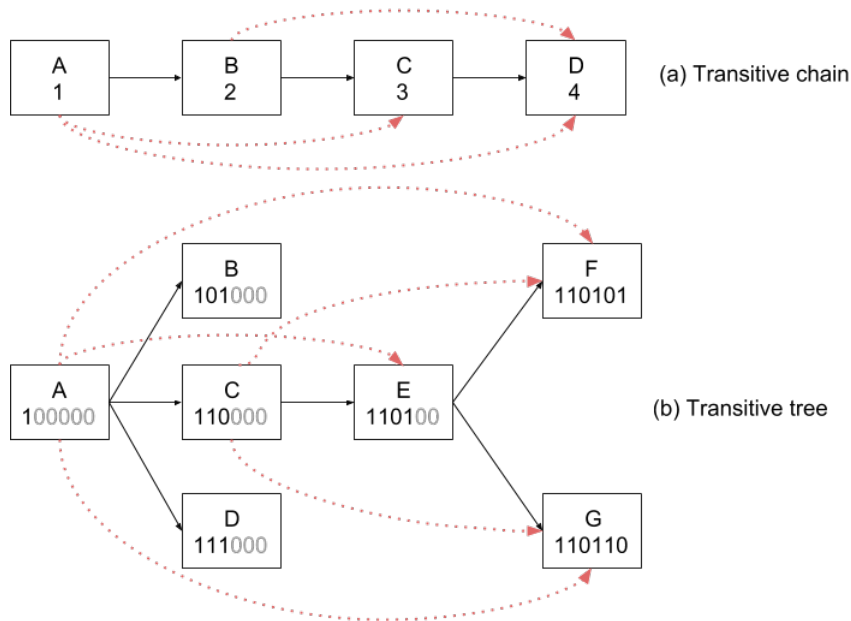 A
1
B
2
C
3
D
4
(a) Transitive chain
B
101000
F
110101
A
100000
C
110000
E
110100
(b) Transitive tree
D
111000
G
110110